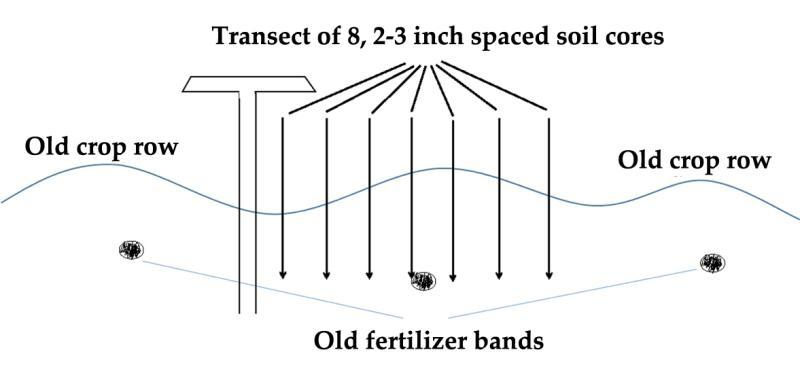 Transect of 8, 2-3 inch spaced soil cores
Old crop row
Old crop row
Old fertilizer bands